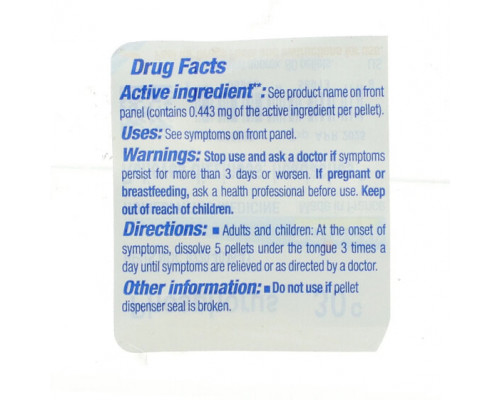 Drug Facts
Active ingredient**: See product name on front
panel (contains 0.443 mg of the active ingredient per pellet).
Uses: See symptoms on front panel.
Warnings: Stop use and ask a doctor if symptoms
persist for more than 3 days or worsen. If pregnant or
breastfeeding, ask a health professional before use. Keep
out of reach of children.
Directions: ■ Adults and children: At the onset of
symptoms, dissolve 5 pellets under the tongue 3 times a
day until symptoms are relieved or as directed by a doctor.
Other information: ■ Do not use if pellet
dispenser seal is broken.